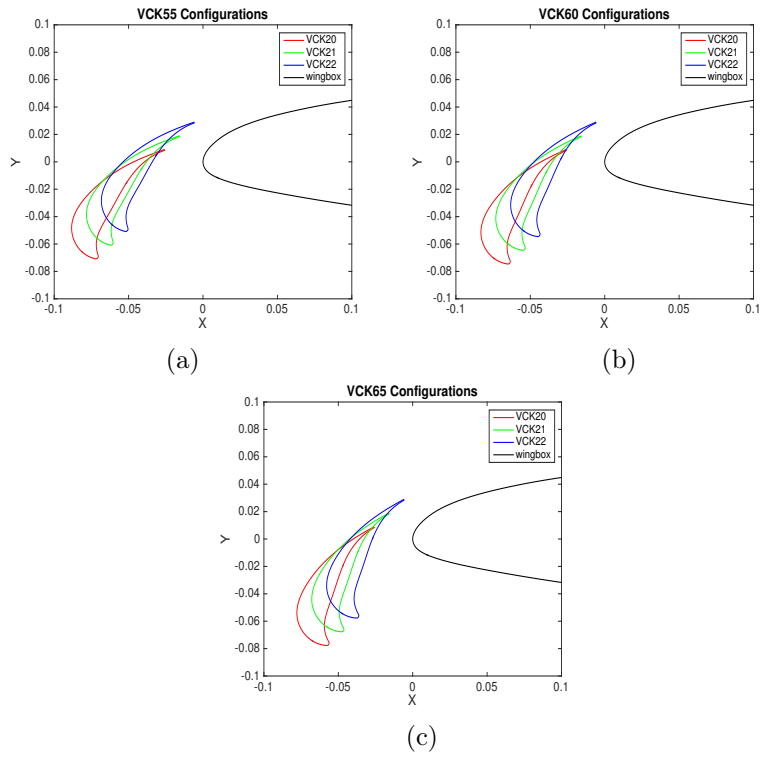 VCK55 Configurations
0.1
0.08
0.06
0.04
0.02
0
-0.02
-0.04
-0.06
-0.08
-0.1
Y
-0.1
-0.05
0
0.05
0.1
X
VCK20
VCK21
VCK22
wingbox
(a)
VCK60 Configurations
0.1
0.08
0.06
0.04
0.02
0
-0.02
-0.04
-0.06
-0.08
-0.1
Y
-0.1
-0.05
0
0.05
0.1
X
VCK20
VCK21
VCK22
wingbox
(b)
VCK65 Configurations
0.1
0.08
0.06
0.04
0.02
0
-0.02
-0.04
-0.06
-0.08
-0.1
Y
-0.1
-0.05
0
0.05
0.1
X
VCK20
VCK21
VCK22
wingbox
(c)